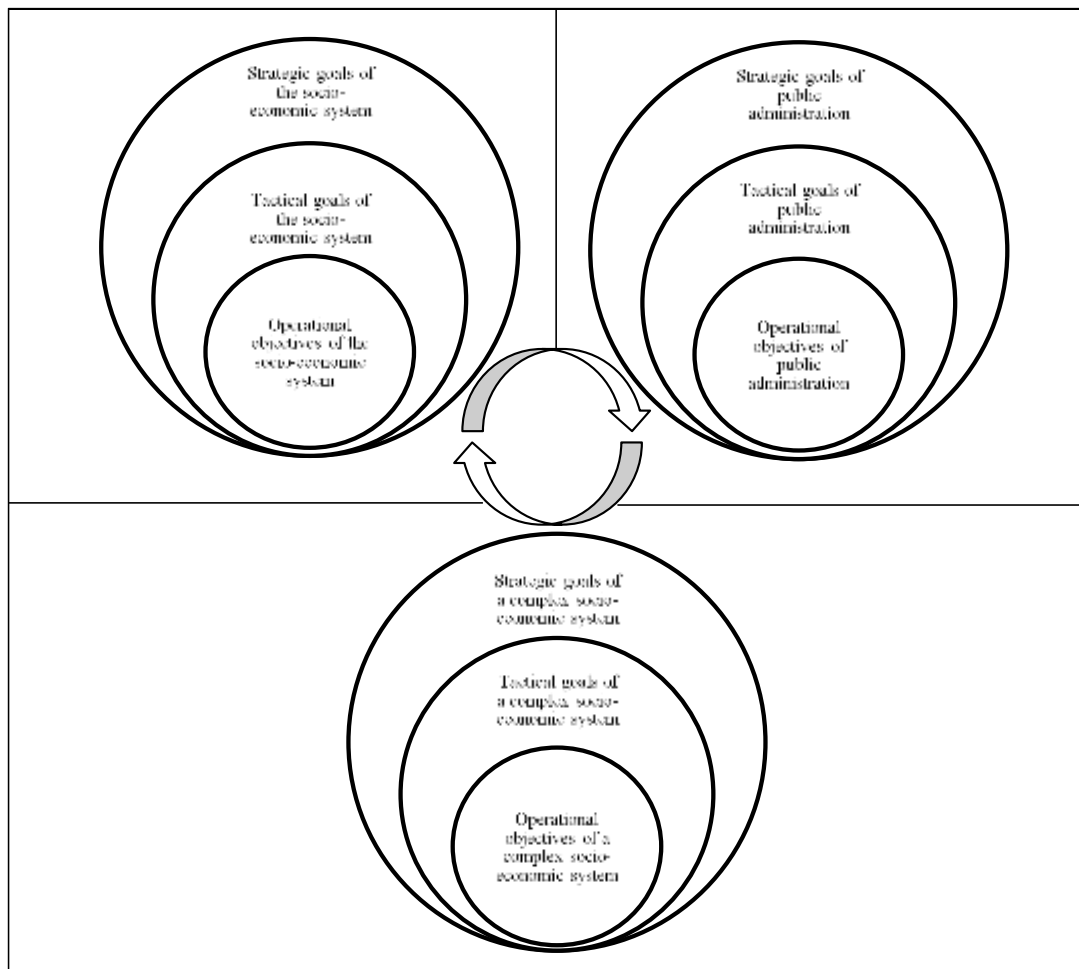 Strategic goals of
the socio-
economic system
Tactical goals of
the socio-
economic system
Operational
objectives of the
socio-economic
system
Strategic goals of
public
administration
Tactical goals of
public
administration
Operational
objectives of
public
administration
Strategic goals of
a complex socio-
economic system
Tactical goals of
a complex socio-
economic system
Operational
objectives of a
complex socio-
economic system